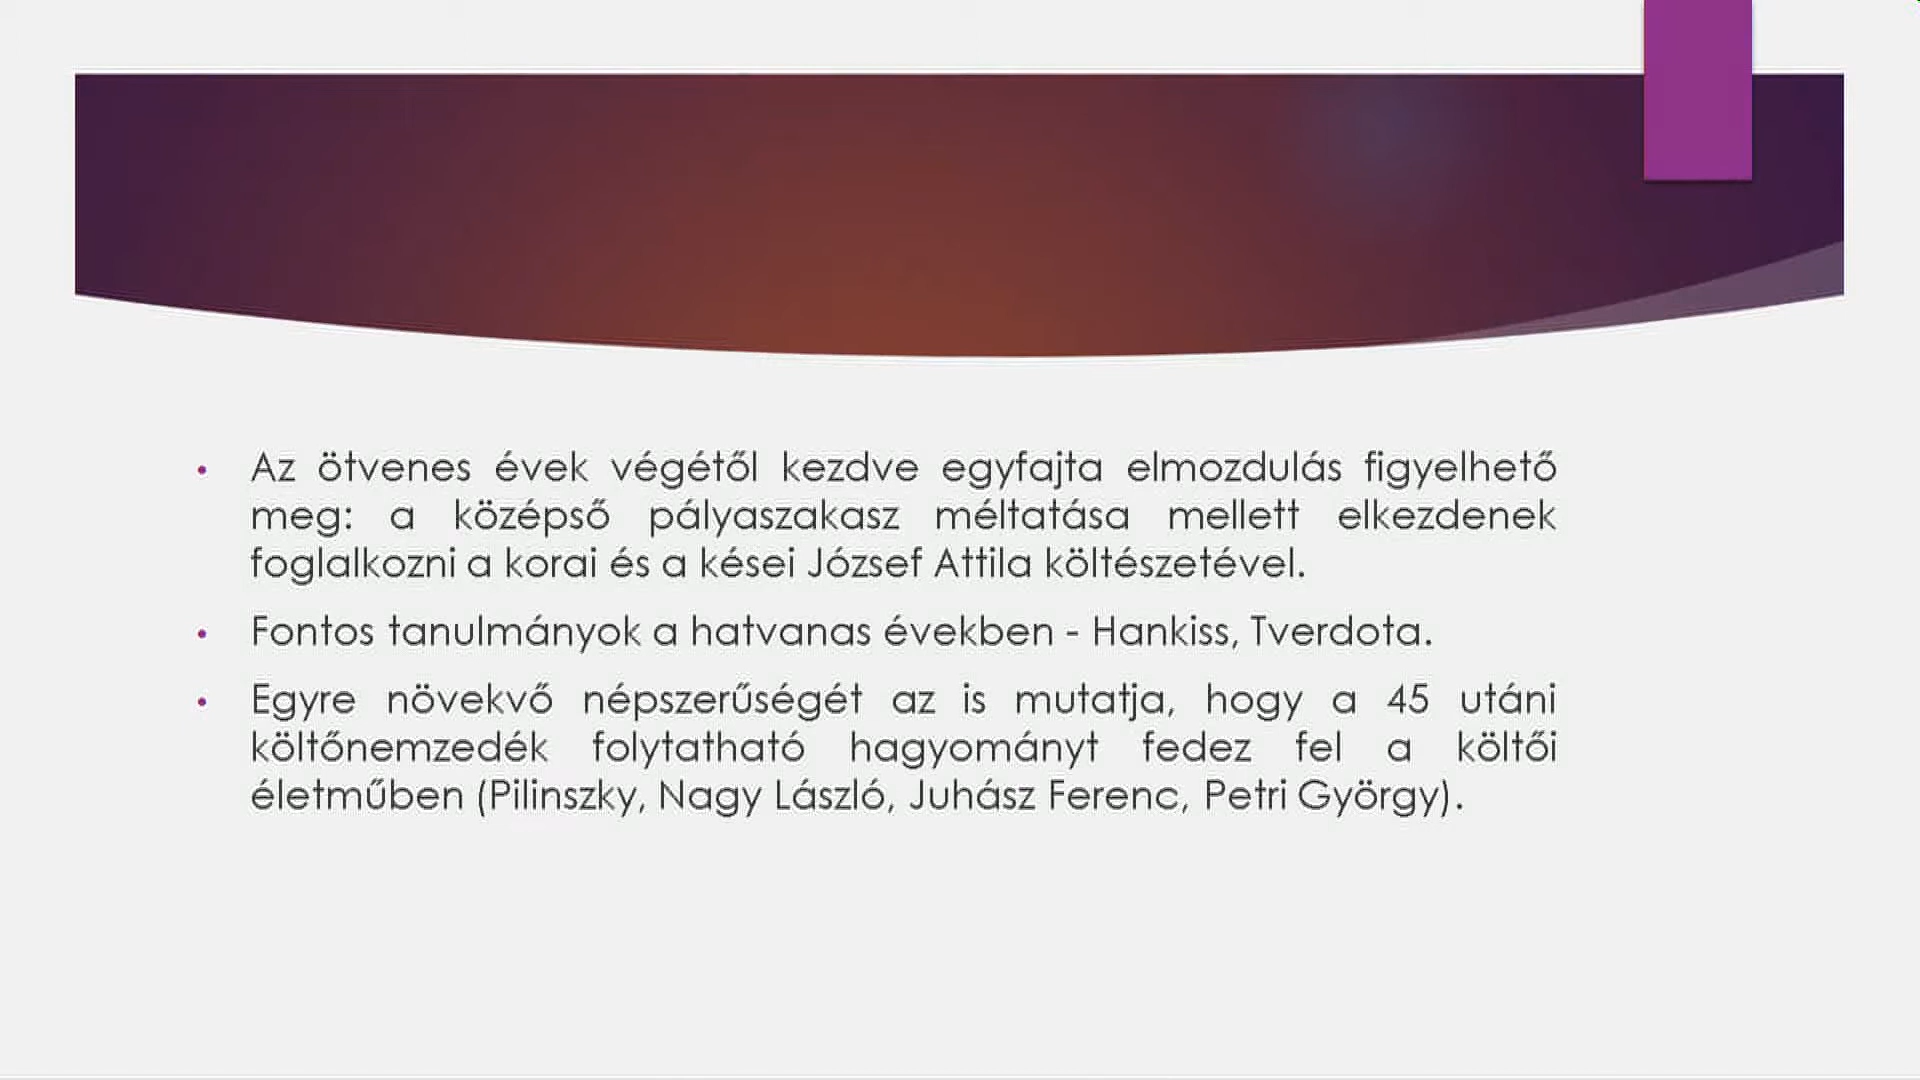 • Az ötvenes évek végétől kezdve egyfajta elmozdulás figyelhető
meg: a középső pályaszakasz méltatása mellett elkezdenek
foglalkozni a korai és a kései József Attila költészetével.
• Fontos tanulmányok a hatvanas években - Hankiss, Tverdota.
• Egyre növekvő népszerűségét az is mutatja, hogy a 45 utáni
költőnemzedék folytatható hagyományt fedez fel a költői
életműben (Pilinszky, Nagy László, Juhász Ferenc, Petri György).